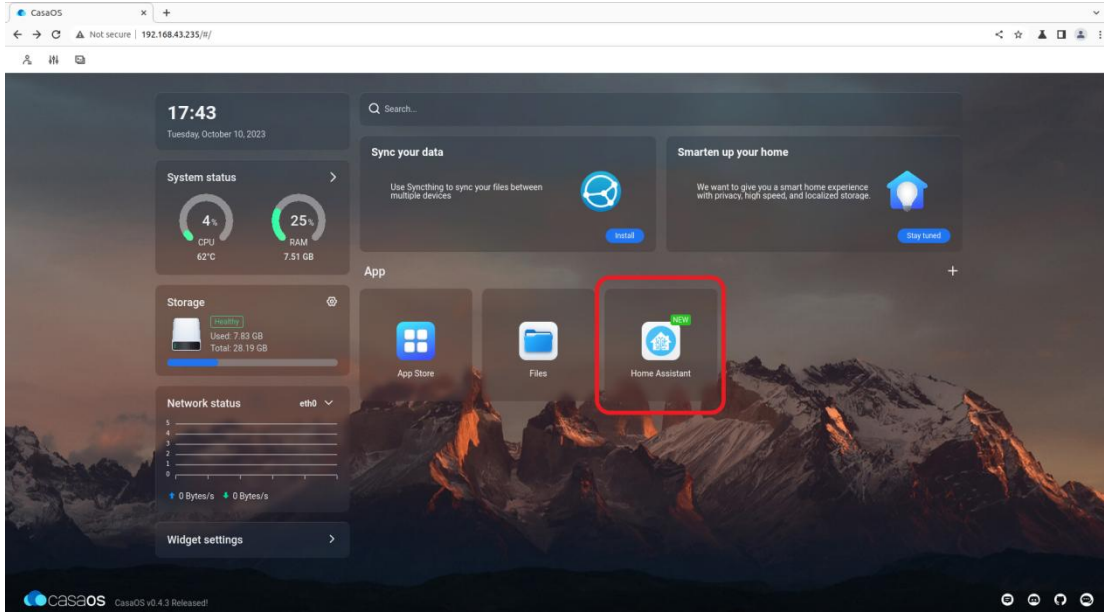 CasaOS
Not secure | 192.168.43.235/#/
17:43
Tuesday, October 10, 2023
Search...
System status
4%
CPU
62°C
25%
RAM
7.51 GB
Sync your data
Use Syncthing to sync your files between
multiple devices
Install
Smarten up your home
We want to give you a smart home experience
with privacy, high speed, and localized storage.
Stay tuned
App
NEW
App Store
Files
Home Assistant
Storage
Healthy
Used: 7.83 GB
Total: 28.19 GB
Network status
eth0
5
4
3
2
1
0
0 Bytes/s
0 Bytes/s
Widget settings
CasaOS
CasaOS v0.4.3 Released!